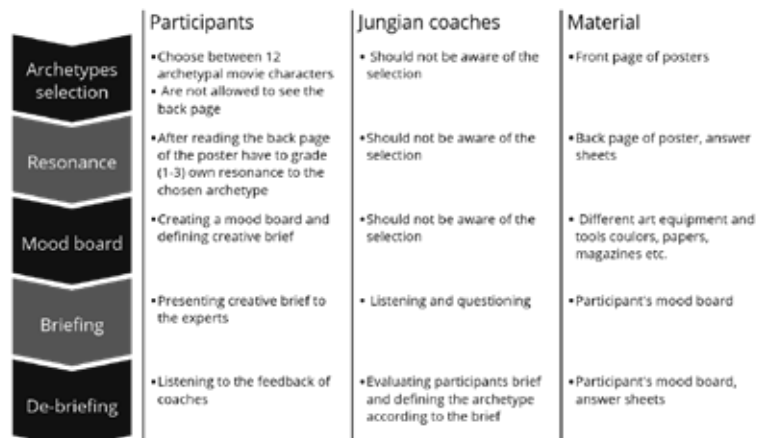 Participants
Jungian coaches
Material
Archetypes
selection
•Choose between 12
archetypal movie characters
• Are not allowed to see the
back page
• Should not be aware of the
selection
•Front page of posters
Resonance
•After reading the back page
of the poster have to grade
(1-3) own resonance to the
chosen archetype
•Should not be aware of the
selection
•Back page of poster, answer
sheets
Mood board
•Creating a mood board and
defining creative brief
•Should not be aware of the
selection
• Different art equipment and
tools coulors, papers,
magazines etc.
Briefing
•Presenting creative brief to
the experts
• Listening and questioning
•Participant's mood board
De-briefing
•Listening to the feedback of
coaches
•Evaluating participants brief
and defining the archetype
according to the brief
•Participant's mood board,
answer sheets